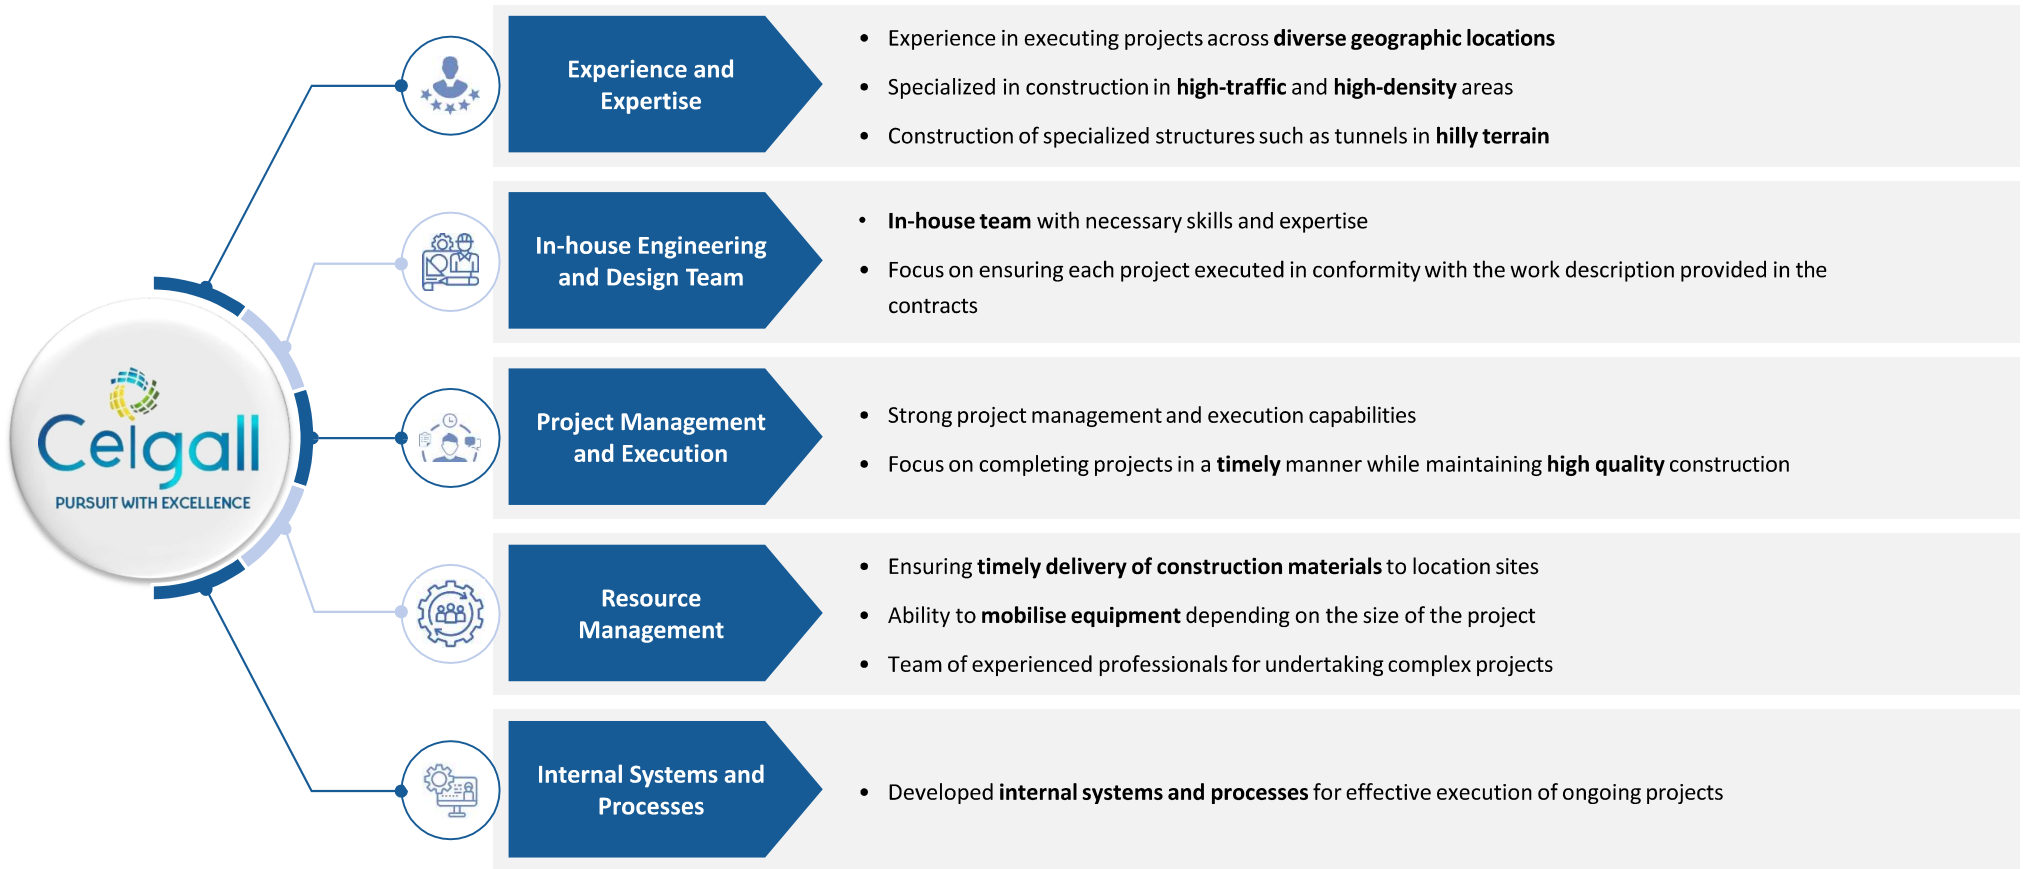 Celgall
PURSUIT WITH EXCELLENCE
Experience and
Expertise
• Experience in executing projects across diverse geographic locations
• Specialized in construction in high-traffic and high-density areas
• Construction of specialized structures such as tunnels in hilly terrain
In-house Engineering
and Design Team
• In-house team with necessary skills and expertise
• Focus on ensuring each project executed in conformity with the work description provided in the
contracts
Project Management
and Execution
• Strong project management and execution capabilities
• Focus on completing projects in a timely manner while maintaining high quality construction
Resource
Management
• Ensuring timely delivery of construction materials to location sites
• Ability to mobilise equipment depending on the size of the project
• Team of experienced professionals for undertaking complex projects
Internal Systems and
Processes
• Developed internal systems and processes for effective execution of ongoing projects